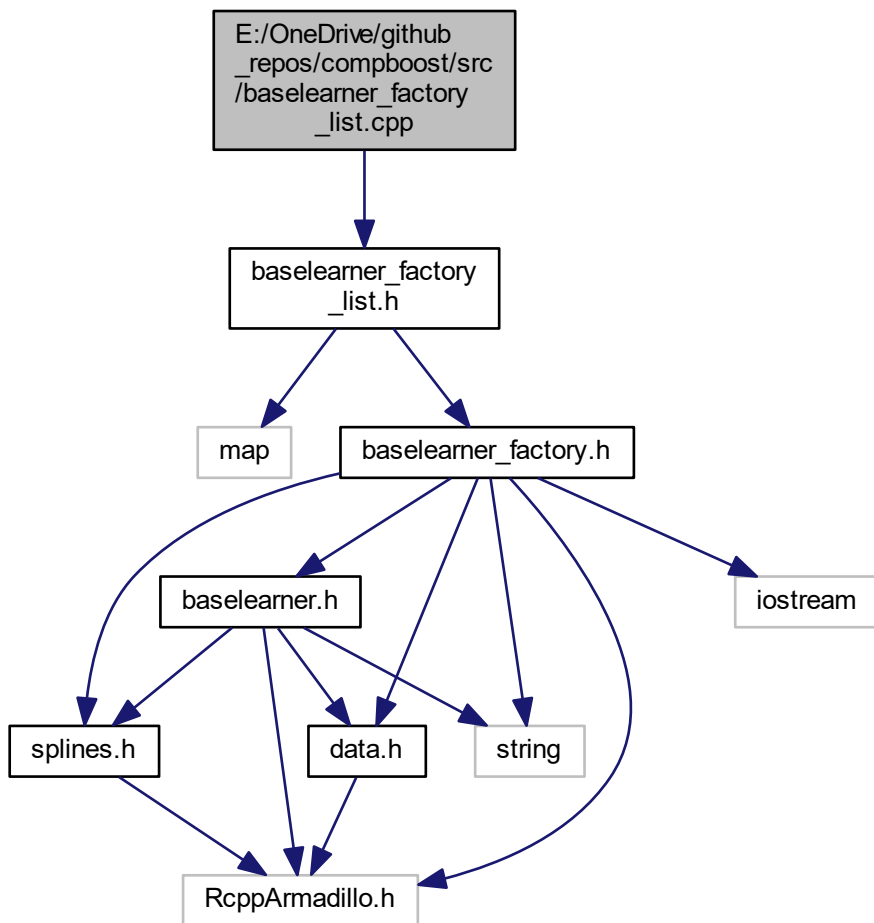 E:/OneDrive/github
_repos/compboost/src
/baselearner_factory
_list.cpp
baselearner_factory
_list.h
map
baselearner_factory.h
baselearner.h
iostream
splines.h
data.h
string
RcppArmadillo.h